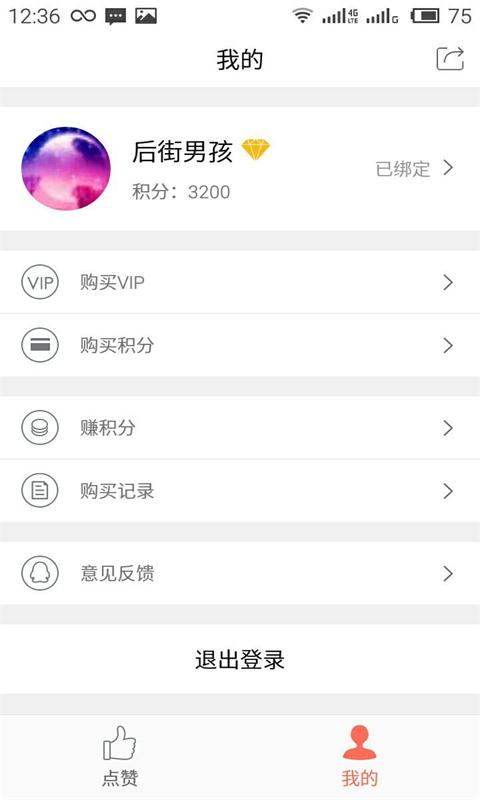 12:36 4G LTE G 75
我的
后街男孩
积分：3200
已绑定
VIP 购买VIP
购买积分
赚积分
购买记录
意见反馈
退出登录
点赞 我的